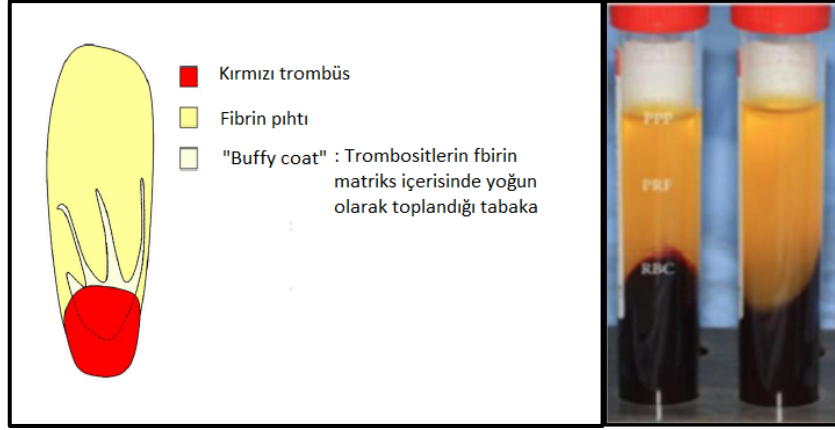 Kırmızı trombüs
Fibrin pıhtı
"Buffy coat" : Trombositlerin fbirin
matriks içerisinde yoğun
olarak toplandığı tabaka
PPP
PRF
RBC